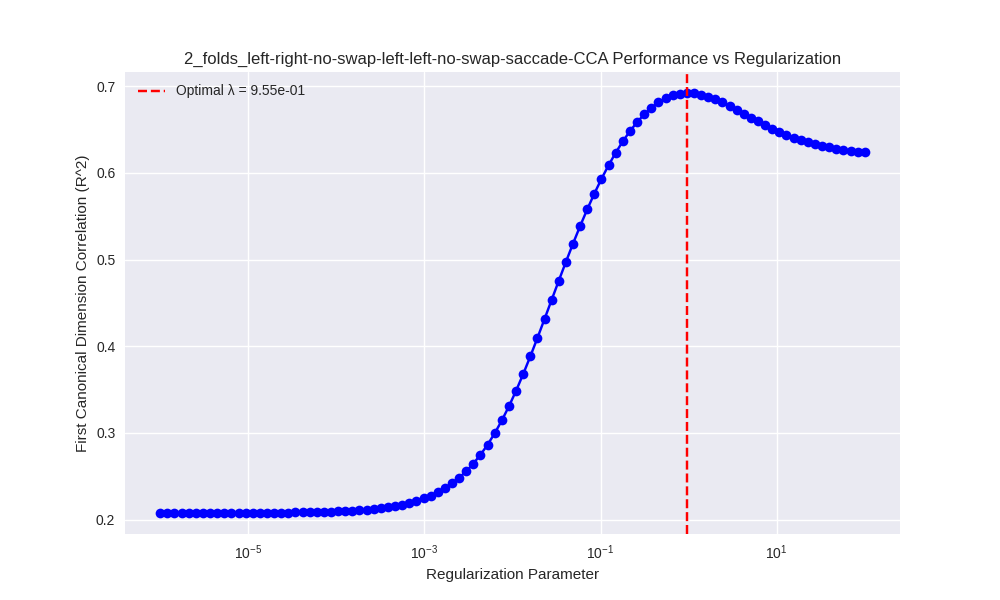 2_folds_left-right-no-swap-left-left-no-swap-saccade-CCA Performance vs Regularization
Optimal λ = 9.55e-01
First Canonical Dimension Correlation (R^2)
0.7
0.6
0.5
0.4
0.3
0.2
10⁻⁵
10⁻³
10⁻¹
10¹
Regularization Parameter